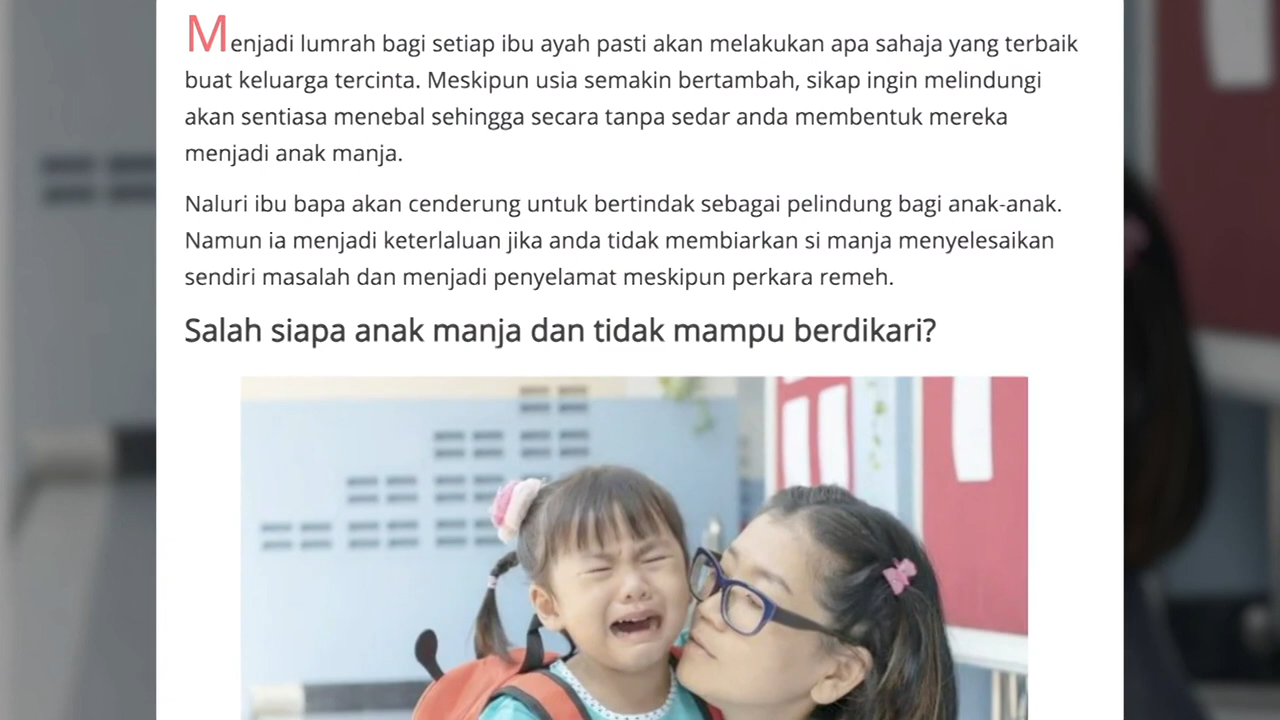 Menjadi lumrah bagi setiap ibu ayah pasti akan melakukan apa sahaja yang terbaik
buat keluarga tercinta. Meskipun usia semakin bertambah, sikap ingin melindungi
akan sentiasa menebal sehingga secara tanpa sedar anda membentuk mereka
menjadi anak manja.
Naluri ibu bapa akan cenderung untuk bertindak sebagai pelindung bagi anak-anak.
Namun ia menjadi keterlaluan jika anda tidak membiarkan si manja menyelesaikan
sendiri masalah dan menjadi penyelamat meskipun perkara remeh.
Salah siapa anak manja dan tidak mampu berdikari?